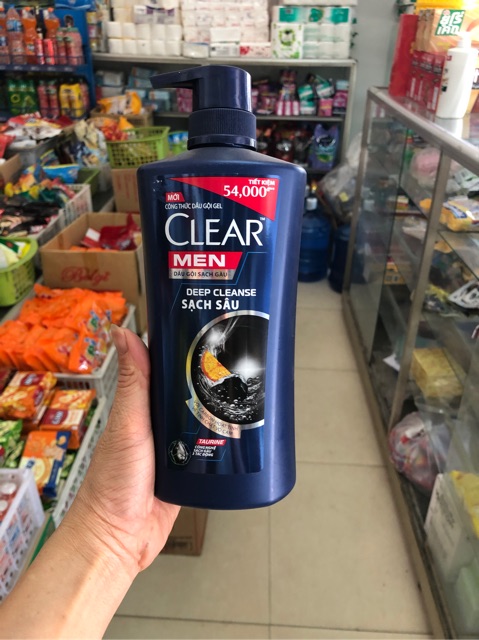 TIẾT KIỆM
54,000
MỚI
CÔNG THỨC DẦU GỘI GEL
CLEAR
MEN
DẦU GỘI SẠCH GÀU
DEEP CLEANSE
SẠCH SÂU
TAURINE